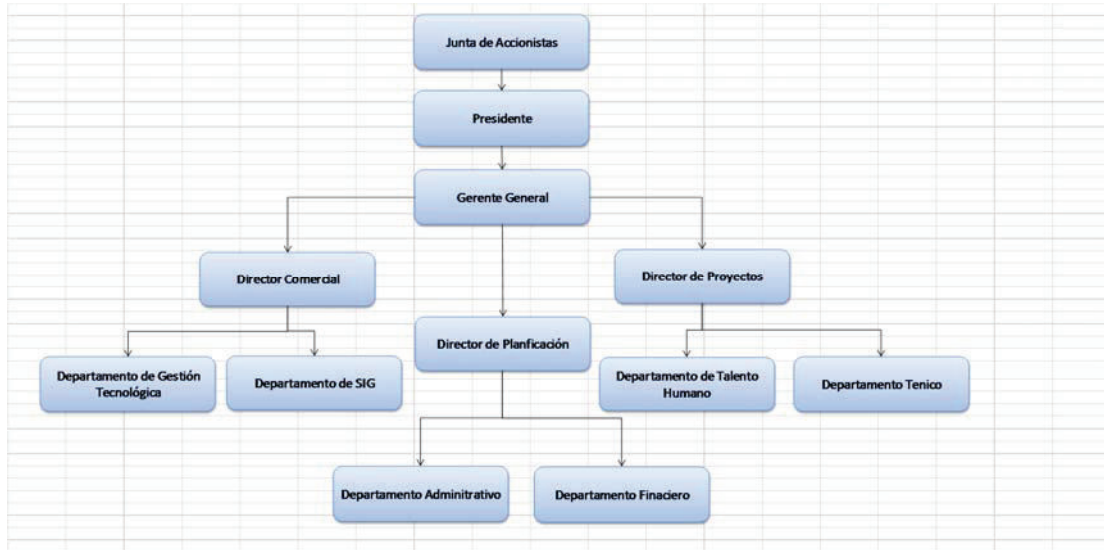 Junta de Accionistas
Presidente
Gerente General
Director Comercial
Director de Proyectos
Director de Planficación
Departamento de Gestión
Tecnológica
Departamento de SIG
Departamento de Talento
Humano
Departamento Tenico
Departamento Adminitrativo
Departamento Finaciero